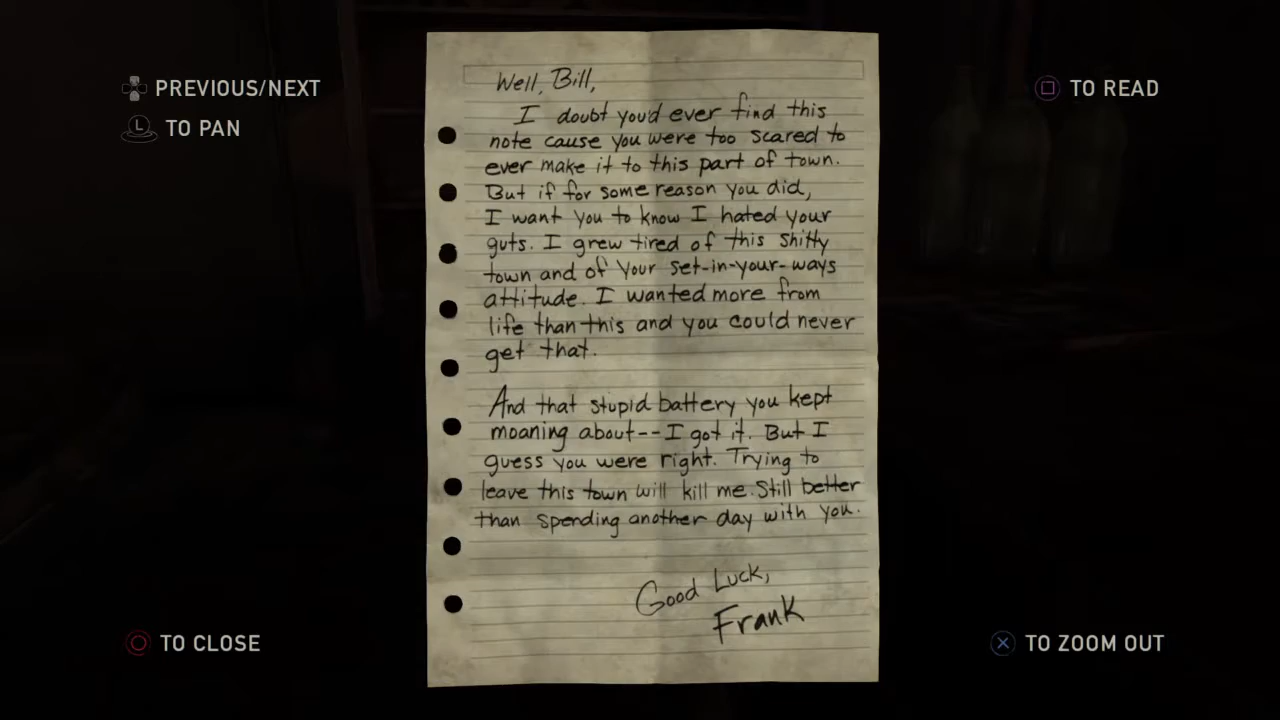 PREVIOUS/NEXT
L TO PAN
TO READ
Well, Bill,
I doubt you'd ever find this
note cause you were too scared to
ever make it to this part of town.
But if for some reason you did,
I want you to know I hated your
guts. I grew tired of this shitty
town and of your set-in-your-ways
attitude. I wanted more from
life than this and you could never
get that.
And that stupid battery you kept
moaning about--I got it. But I
guess you were right. Trying to
leave this town will kill me. Still better
than spending another day with you.
Good Luck,
Frank
TO CLOSE
TO ZOOM OUT